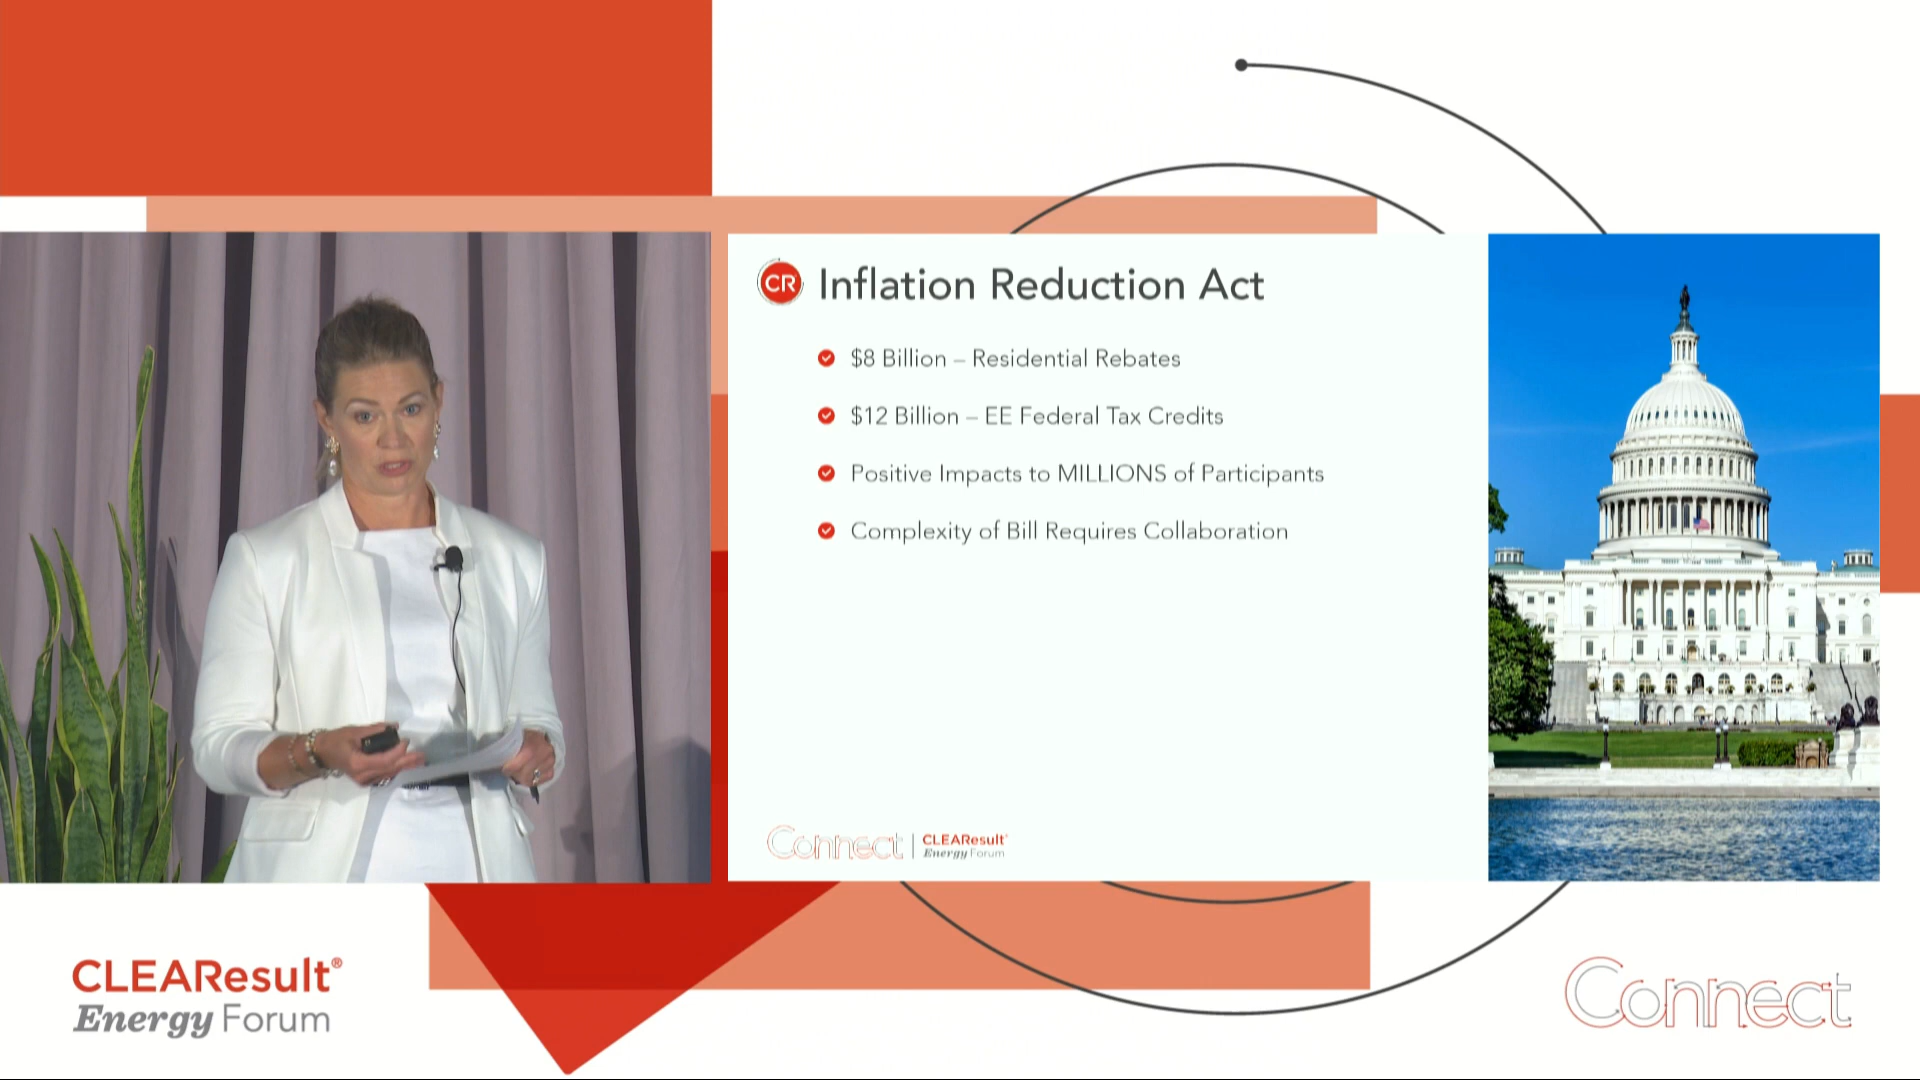 CR Inflation Reduction Act
$8 Billion – Residential Rebates
$12 Billion – EE Federal Tax Credits
Positive Impacts to MILLIONS of Participants
Complexity of Bill Requires Collaboration
Connect | CLEAResult®
Energy Forum
CLEAResult®
Energy Forum
Connect